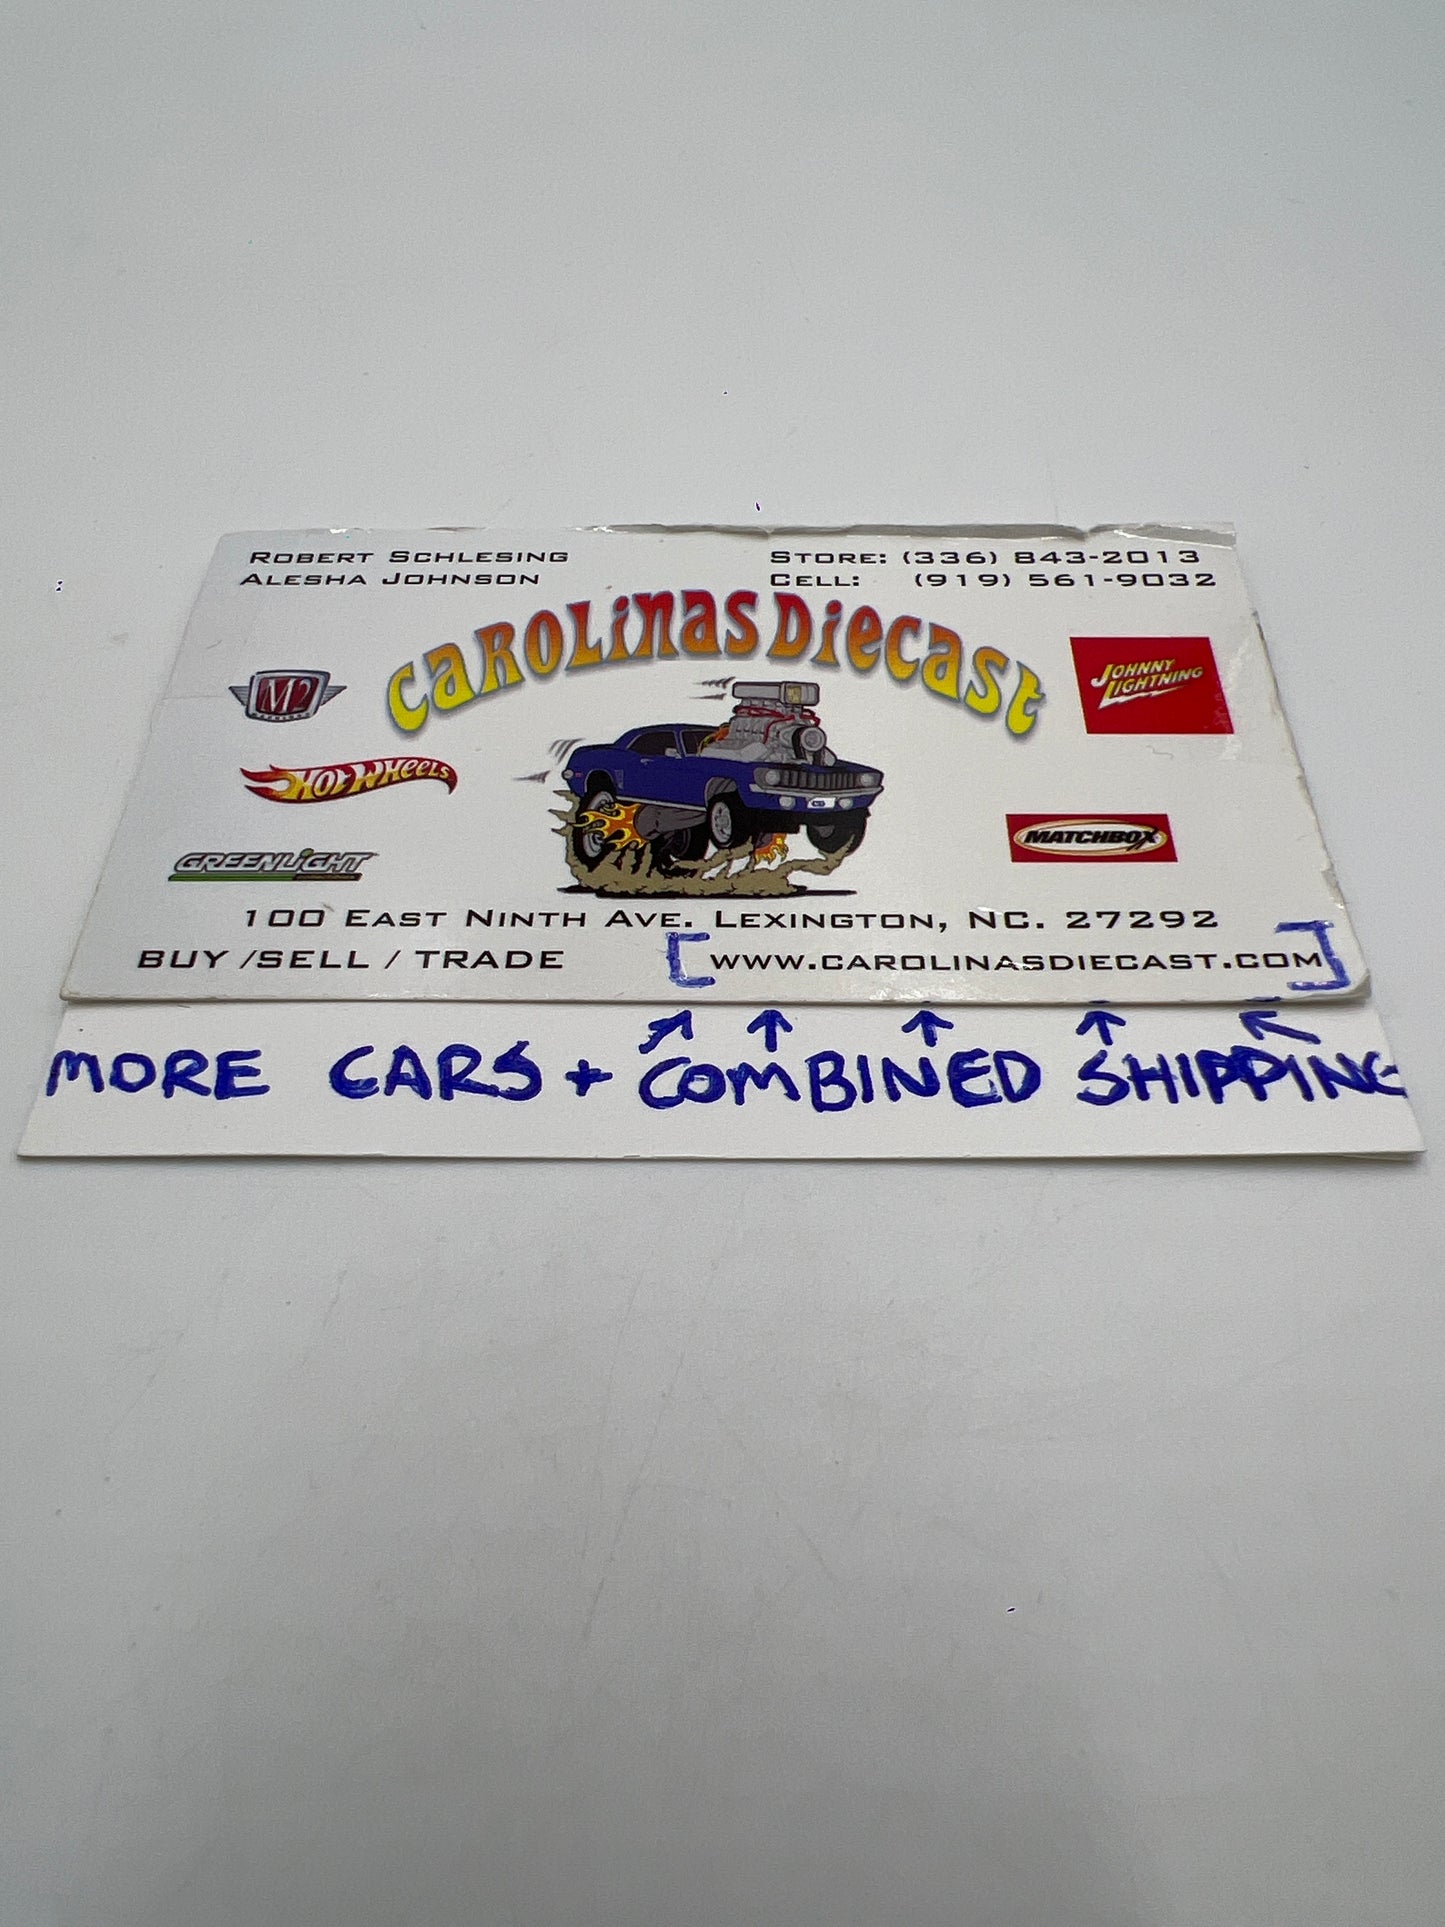 ROBERT SCHLESING
ALESHA JOHNSON
STORE: (336) 843-2013
CELL: (919) 561-9032
CAROLINAS DIECAST
M2
JOHNNY LIGHTNING
HOT WHEELS
MATCHBOX
GREENLIGHT
100 EAST NINTH AVE. LEXINGTON, NC. 27292
BUY /SELL / TRADE [WWW.CAROLINASDIECAST.COM]
MORE CARS + COMBINED SHIPPING